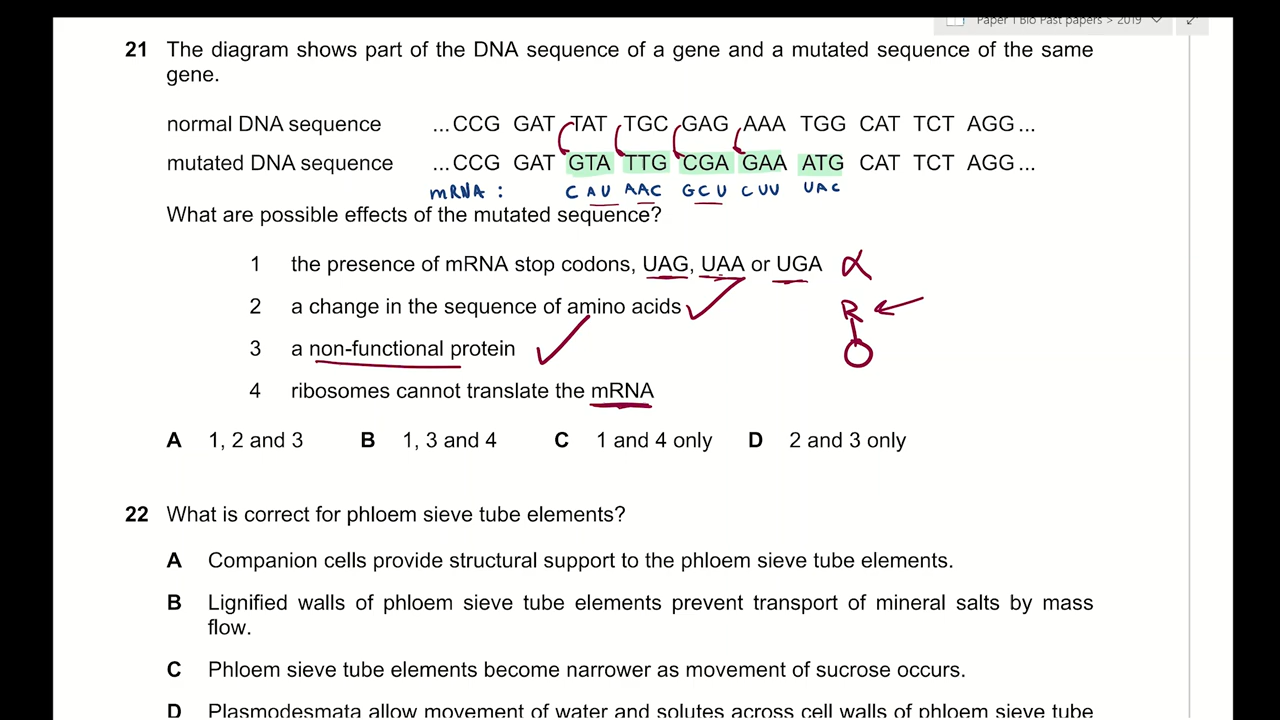 Paper 1 Bio Past papers > 2019
21 The diagram shows part of the DNA sequence of a gene and a mutated sequence of the same
gene.
normal DNA sequence ...CCG GAT TAT TGC GAG AAA TGG CAT TCT AGG...
mutated DNA sequence ...CCG GAT GTA TTG CGA GAA ATG CAT TCT AGG...
mRNA : CAU AAC GCU CUU UAC
What are possible effects of the mutated sequence?
1 the presence of mRNA stop codons, UAG, UAA or UGA
2 a change in the sequence of amino acids
R
3 a non-functional protein
4 ribosomes cannot translate the mRNA
A 1, 2 and 3 B 1, 3 and 4 C 1 and 4 only D 2 and 3 only
22 What is correct for phloem sieve tube elements?
A Companion cells provide structural support to the phloem sieve tube elements.
B Lignified walls of phloem sieve tube elements prevent transport of mineral salts by mass
flow.
C Phloem sieve tube elements become narrower as movement of sucrose occurs.
D Plasmodesmata allow movement of water and solutes across cell walls of phloem sieve tube